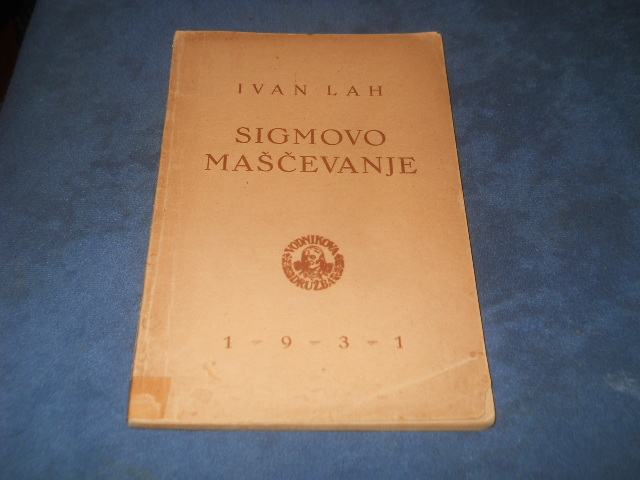 IVAN LAH
SIGMOVO
MAŠČEVANJE
VODNIKOVA
DRUŽBA
1-9-3-1